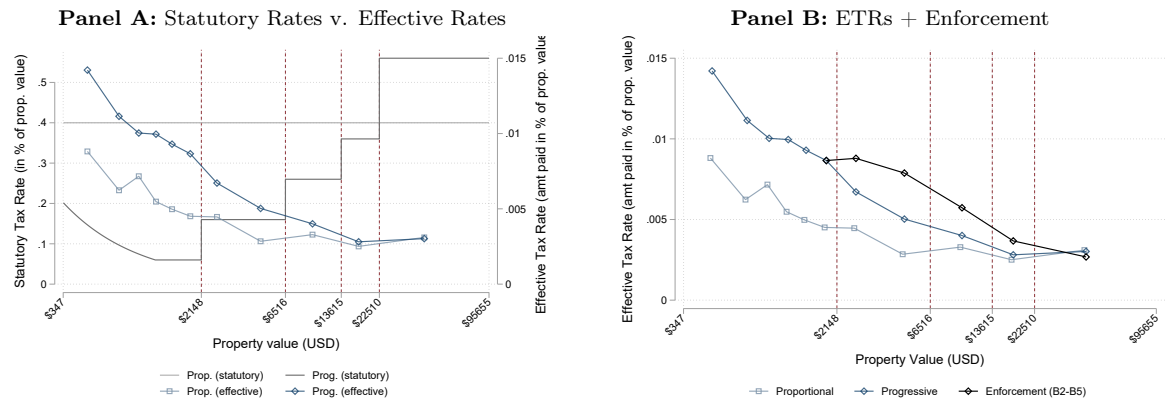 Panel A: Statutory Rates v. Effective Rates
Statutory Tax Rate (in % of prop. value)
.5
.4
.3
.2
.1
0
.015
.01
.005
0
Effective Tax Rate (amt paid in % of prop. value)
$347
$2148
$6516
$13615
$22510
$95655
Property value (USD)
Prop. (statutory)
Prog. (statutory)
Prop. (effective)
Prog. (effective)
Panel B: ETRs + Enforcement
Effective Tax Rate (amt paid in % of prop. value)
.015
.01
.005
0
$347
$2148
$6516
$13615
$22510
$95655
Property Value (USD)
Proportional
Progressive
Enforcement (B2-B5)